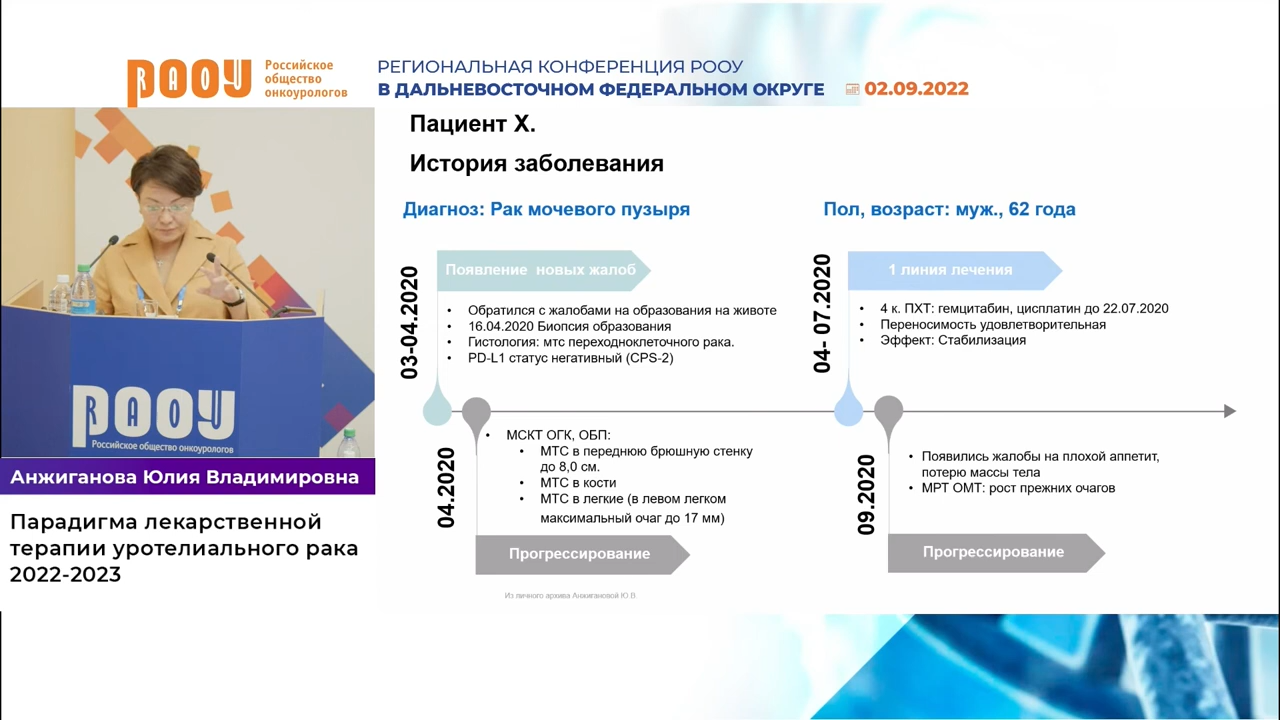 РООУ
Российское
общество
онкоурологов
РЕГИОНАЛЬНАЯ КОНФЕРЕНЦИЯ РООУ
В ДАЛЬНЕВОСТОЧНОМ ФЕДЕРАЛЬНОМ ОКРУГЕ
02.09.2022
Пациент Х.
История заболевания
Диагноз: Рак мочевого пузыря
Пол, возраст: муж., 62 года
03-04.2020
Появление новых жалоб
• Обратился с жалобами на образования на животе
• 16.04.2020 Биопсия образования
• Гистология: мтс переходноклеточного рака.
• PD-L1 статус негативный (CPS-2)
04- 07.2020
1 линия лечения
• 4 к. ПХТ: гемцитабин, цисплатин до 22.07.2020
• Переносимость удовлетворительная
• Эффект: Стабилизация
04.2020
• МСКТ ОГК, ОБП:
• МТС в переднюю брюшную стенку
до 8,0 см.
• МТС в кости
• МТС в легкие (в левом легком
максимальный очаг до 17 мм)
Прогрессирование
09.2020
• Появились жалобы на плохой аппетит,
потерю массы тела
• МРТ ОМТ: рост прежних очагов
Прогрессирование
Из личного архива Анжигановой Ю.В.
РООУ
RAOU
Российское общество онкоурологов
Анжиганова Юлия Владимировна
Парадигма лекарственной
терапии уротелиального рака
2022-2023